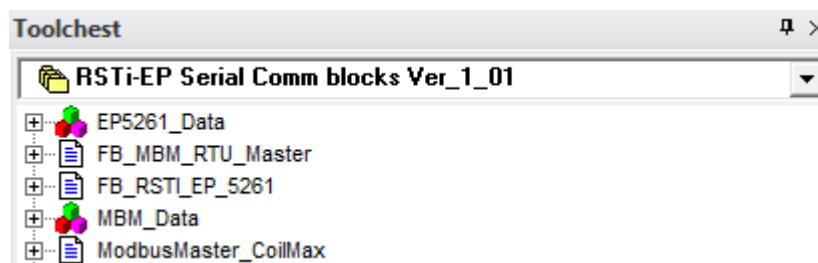 Toolchest
RSTi-EP Serial Comm blocks Ver_1_01
EP5261_Data
FB_MBM_RTU_Master
FB_RSTI_EP_5261
MBM_Data
ModbusMaster_CoilMax